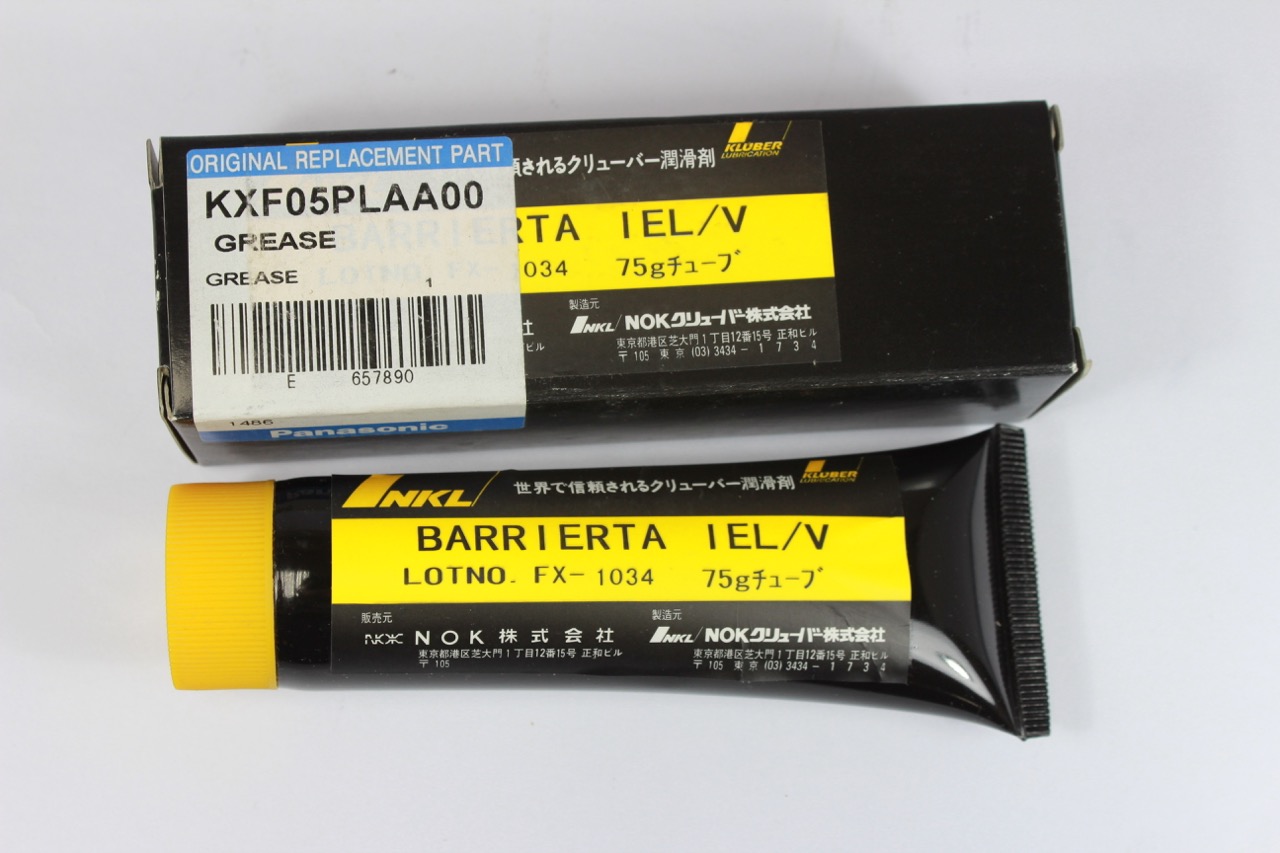 ORIGINAL REPLACEMENT PART
KXF05PLAA00
GREASE
GREASE 1
E 657890
1486
Panasonic
頼されるクリューバー潤滑剤
KLÜBER
LUBRICATION
BARRIERTA IEL/V
LOTNO. FX-1034 75gチューブ
製造元
NKL/NOKクリューバー株式会社
東京都港区芝大門1丁目12番15号 正和ビル
〒105 東京 (03) 3434-1734
社
ビル
NKL
世界で信頼されるクリューバー潤滑剤
KLÜBER
LUBRICATION
BARRIERTA IEL/V
LOTNO. FX-1034 75gチューブ
販売元
NOK NOK株式会社
東京都港区芝大門1丁目12番15号 正和ビル
〒105
製造元
NKL/NOKクリューバー株式会社
東京都港区芝大門1丁目12番15号 正和ビル
〒105 東京 (03) 3434-1734